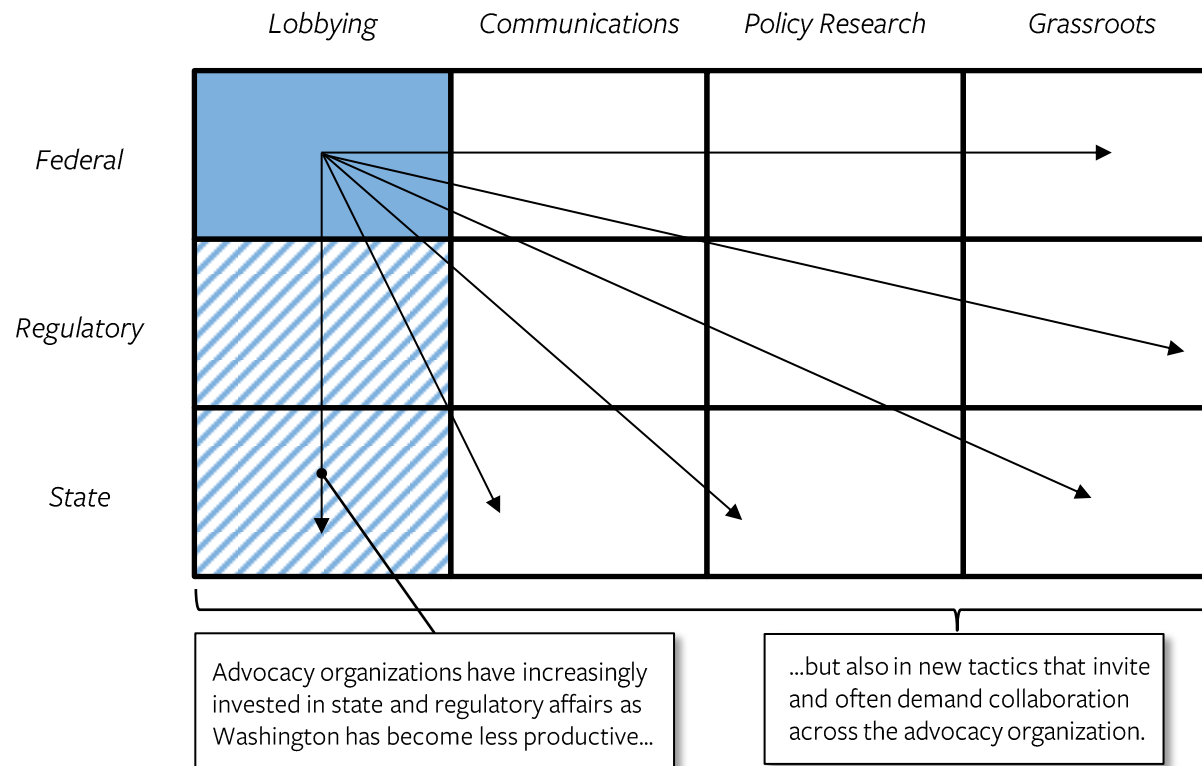 Lobbying Communications Policy Research Grassroots
Federal
Regulatory
State
Advocacy organizations have increasingly
invested in state and regulatory affairs as
Washington has become less productive...
...but also in new tactics that invite
and often demand collaboration
across the advocacy organization.